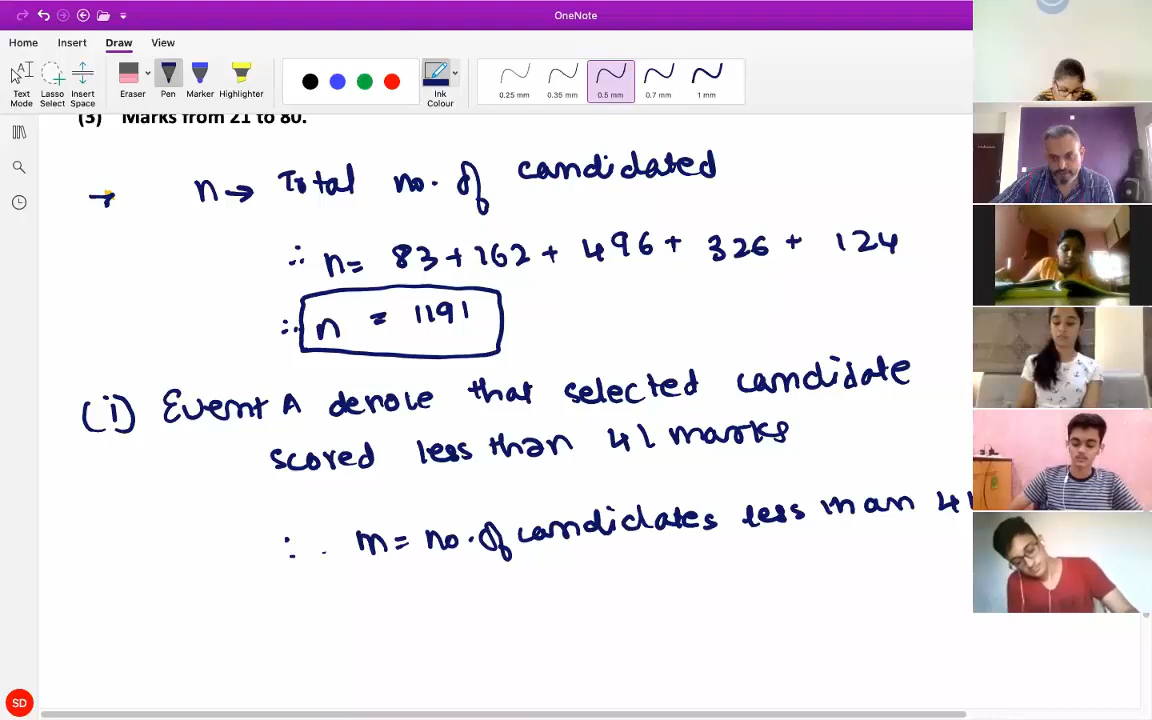 OneNote
Home Insert Draw View
Text Mode
Lasso Select
Insert Space
Eraser
Pen
Marker
Highlighter
Ink Colour
0.25 mm
0.35 mm
0.5 mm
0.7 mm
1 mm
(3) Marks from 21 to 80.
→ n → Total no. of candidated
∴ n= 83 + 162 + 496 + 326 + 124
∴ n = 1191
(i) Event A denote that selected candidate
scored less than 41 marks
∴ m = no. of candidates less than 41
SD